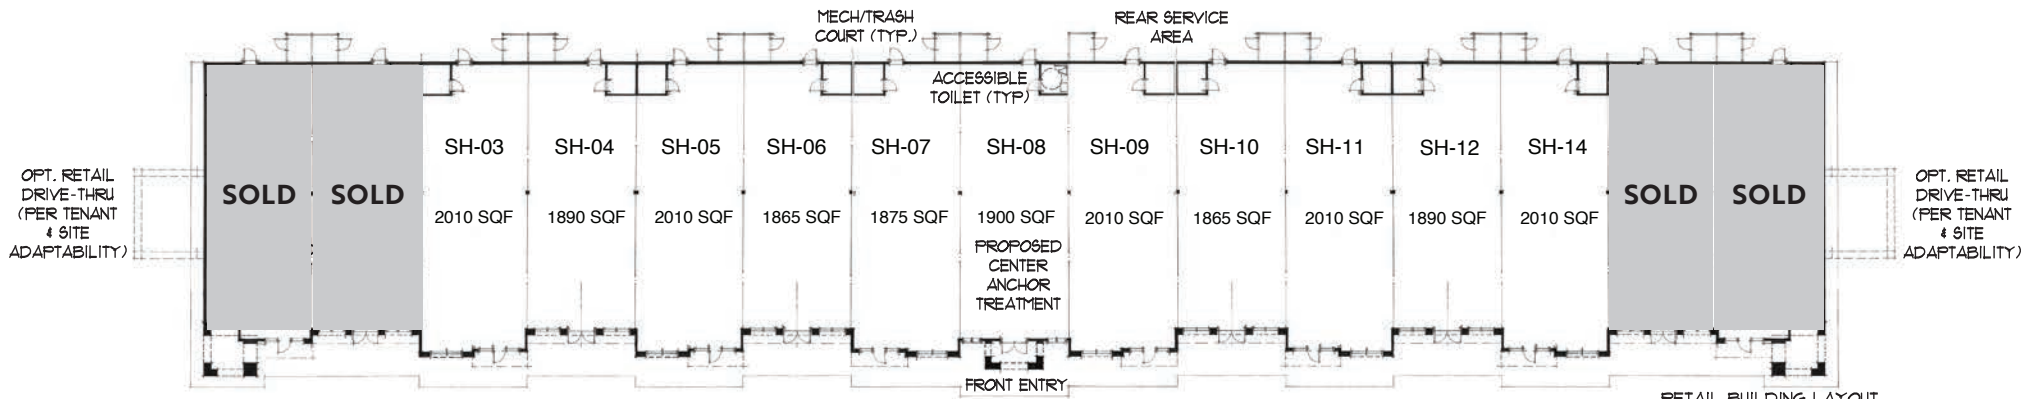 MECH/TRASH
COURT (TYP.)
REAR SERVICE
AREA
ACCESSIBLE
TOILET (TYP)
SH-03
SH-04
SH-05
SH-06
SH-07
SH-08
SH-09
SH-10
SH-11
SH-12
SH-14
OPT. RETAIL
DRIVE-THRU
(PER TENANT
& SITE
ADAPTABILITY)
SOLD
SOLD
2010 SQF
1890 SQF
2010 SQF
1865 SQF
1875 SQF
1900 SQF
2010 SQF
1865 SQF
2010 SQF
1890 SQF
2010 SQF
SOLD
SOLD
OPT. RETAIL
DRIVE-THRU
(PER TENANT
& SITE
ADAPTABILITY)
PROPOSED
CENTER
ANCHOR
TREATMENT
FRONT ENTRY
RETAIL BUILDING LAYOUT